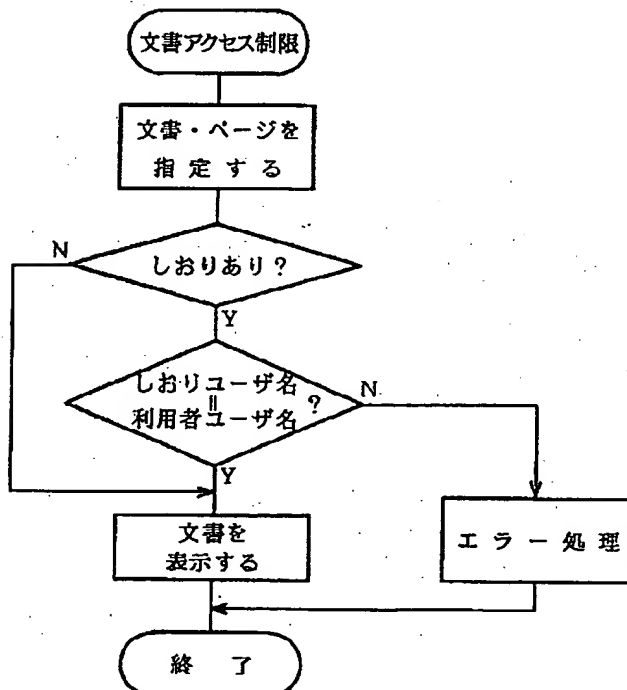 文書アクセス制限
文書・ページを
指定する
N
しおりあり?
Y
しおりユーザ名
‖
利用者ユーザ名
?
N
Y
文書を
表示する
エラー処理
終了